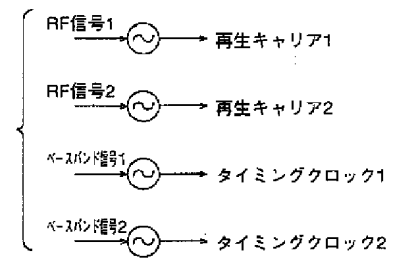 RF信号1
再生キャリア1
RF信号2
再生キャリア2
ベースバンド信号1
タイミングクロック1
ベースバンド信号2
タイミングクロック2